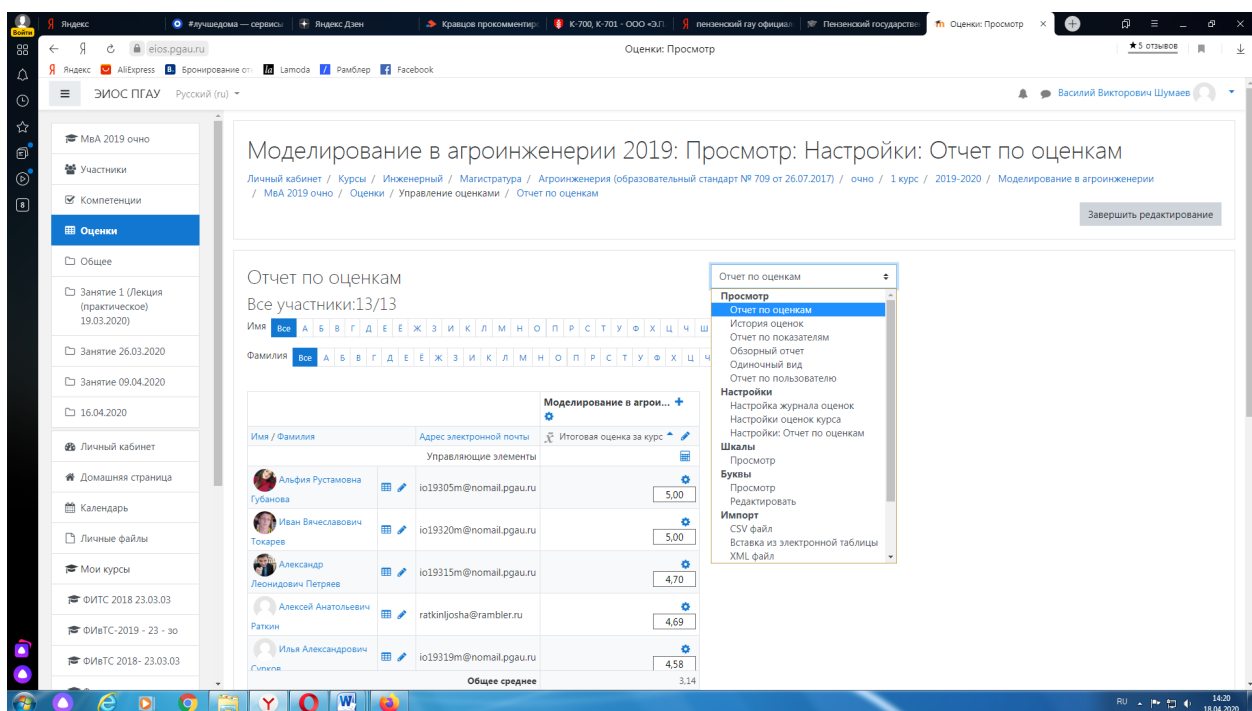 Войти
Яндекс
#лучшедома — сервисы
Яндекс Дзен
Кравцов прокомментир
К-700, К-701 - ООО «Э.П.
пензенский гау официал
Пензенский государстве
Оценки: Просмотр
eios.pgau.ru
Оценки: Просмотр
★5 отзывов
Яндекс
AliExpress
Бронирование от
Lamoda
Рамблер
Facebook
ЭИОС ПГАУ
Русский (ru)
Василий Викторович Шумаев
МвА 2019 очно
Участники
Компетенции
Оценки
Общее
Занятие 1 (Лекция
(практическое)
19.03.2020)
Занятие 26.03.2020
Занятие 09.04.2020
16.04.2020
Личный кабинет
Домашняя страница
Календарь
Личные файлы
Мои курсы
ФИТС 2018 23.03.03
ФИвТС-2019 - 23 - зо
ФИвТС 2018- 23.03.03
Моделирование в агроинженерии 2019: Просмотр: Настройки: Отчет по оценкам
Личный кабинет / Курсы / Инженерный / Магистратура / Агроинженерия (образовательный стандарт № 709 от 26.07.2017) / очно / 1 курс / 2019-2020 / Моделирование в агроинженерии
/ МвА 2019 очно / Оценки / Управление оценками / Отчет по оценкам
Завершить редактирование
Отчет по оценкам
Все участники:13/13
Имя Все А Б В Г Д Е Ё Ж З И К Л М Н О П Р С Т У Ф Х Ц Ч Ш
Фамилия Все А Б В Г Д Е Ё Ж З И К Л М Н О П Р С Т У Ф Х Ц Ч
Отчет по оценкам
Просмотр
Отчет по оценкам
История оценок
Отчет по показателям
Обзорный отчет
Одиночный вид
Отчет по пользователю
Настройки
Настройка журнала оценок
Настройки оценок курса
Настройки: Отчет по оценкам
Шкалы
Просмотр
Буквы
Просмотр
Редактировать
Импорт
CSV файл
Вставка из электронной таблицы
XML файл
Моделирование в агрои...
Имя / Фамилия
Адрес электронной почты
Итоговая оценка за курс
Управляющие элементы
Альфия Рустамовна
Губанова
io19305m@nomail.pgau.ru
5,00
Иван Вячеславович
Токарев
io19320m@nomail.pgau.ru
5,00
Александр
Леонидович Петряев
io19315m@nomail.pgau.ru
4,70
Алексей Анатольевич
Раткин
ratkinljosha@rambler.ru
4,69
Илья Александрович
Сурков
io19319m@nomail.pgau.ru
4,58
Общее среднее
3,14
RU
14:20
18.04.2020